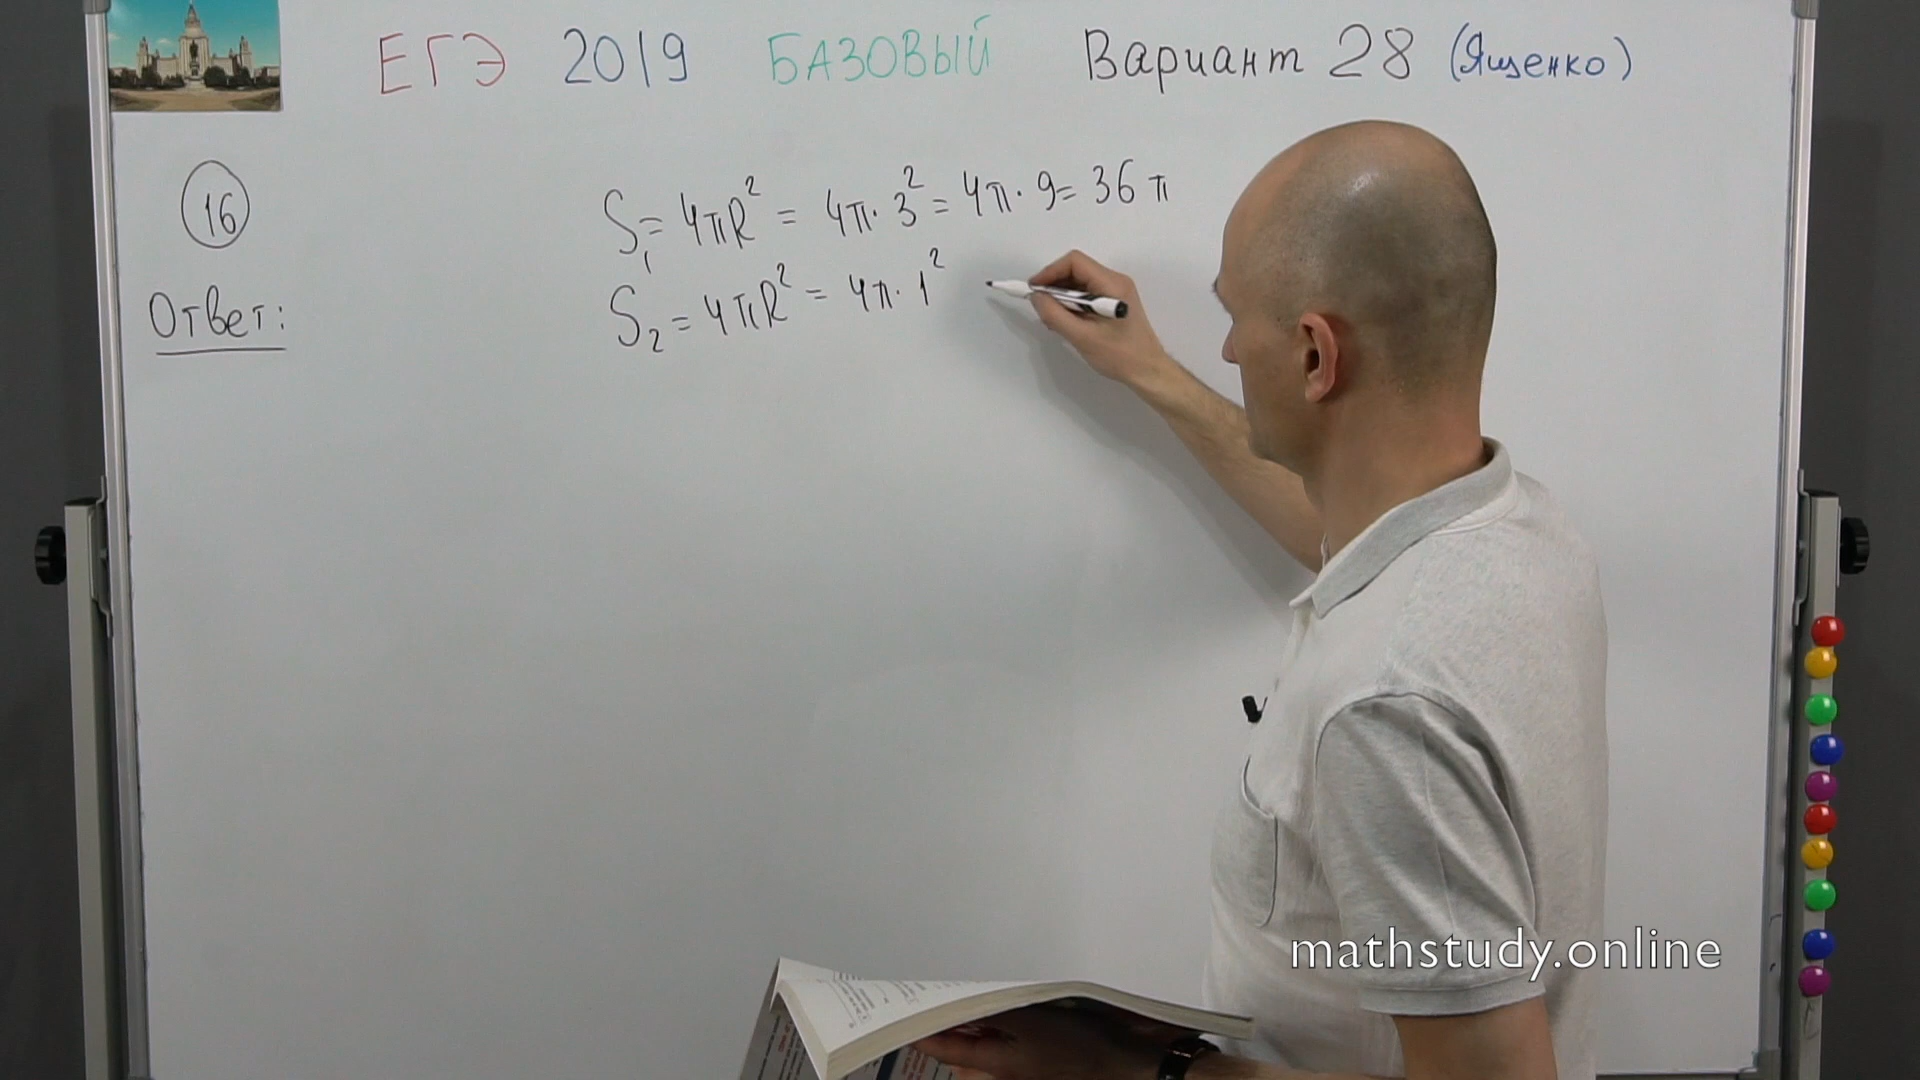 ЕГЭ 2019 БАЗОВЫЙ Вариант 28 (Ященко)
16
S₁ = 4πR² = 4π · 3² = 4π · 9 = 36π
Ответ:
S₂ = 4πR² = 4π · 1²
mathstudy.online